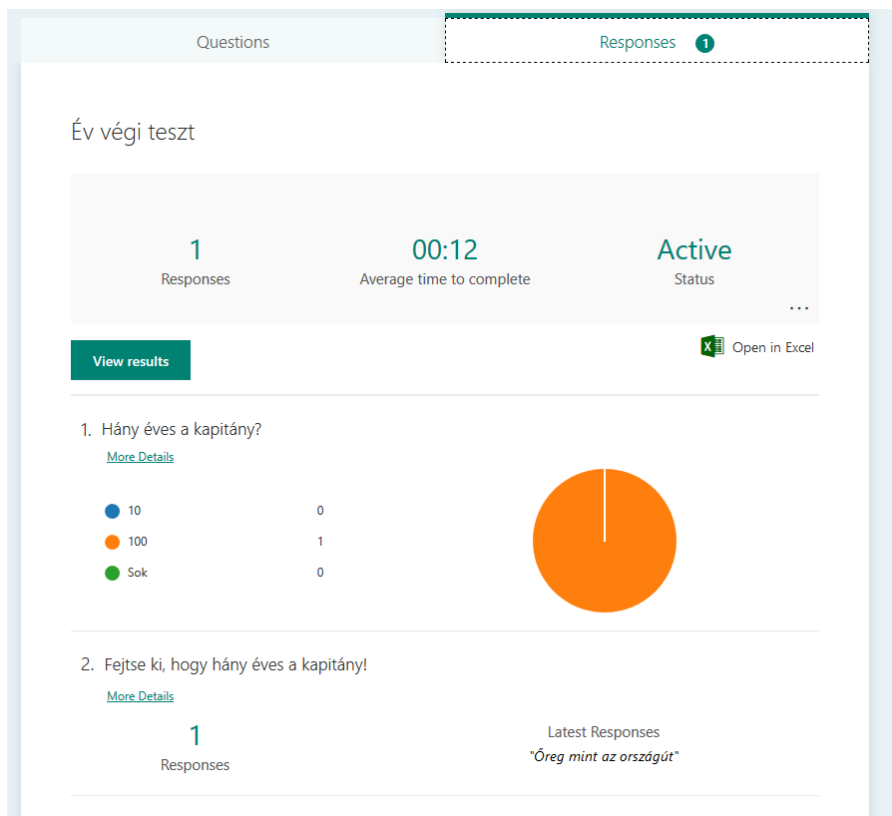 Questions
Responses 1
Év végi teszt
1 00:12 Active
Responses Average time to complete Status
...
View results
Open in Excel
1. Hány éves a kapitány?
More Details
10 0
100 1
Sok 0
2. Fejtse ki, hogy hány éves a kapitány!
More Details
1
Responses
Latest Responses
"Őreg mint az országút"